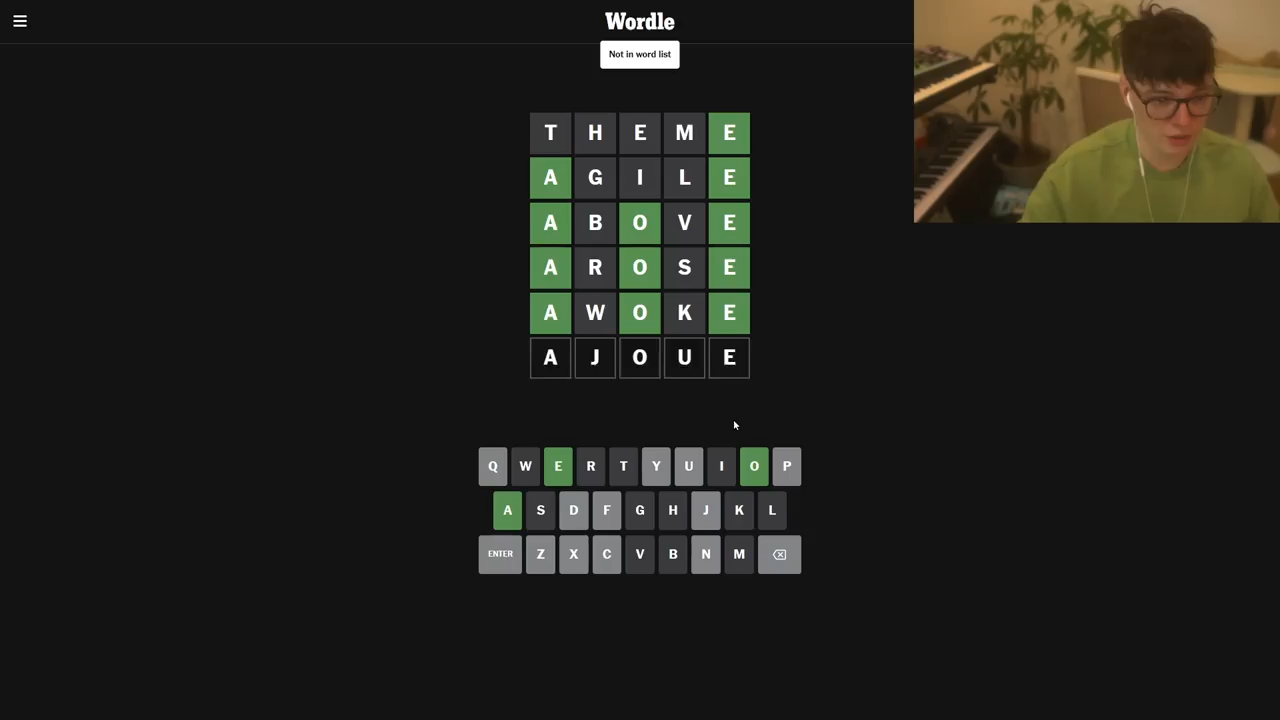 Wordle
Not in word list
T H E M E
A G I L E
A B O V E
A R O S E
A W O K E
A J O U E
Q W E R T Y U I O P
A S D F G H J K L
ENTER Z X C V B N M